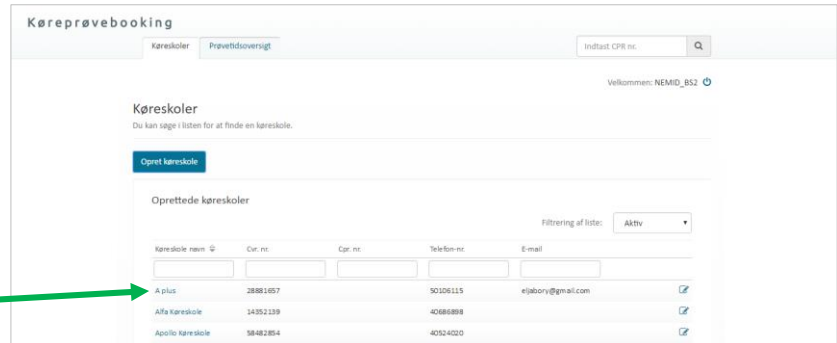 Køreprøvebooking
Køreskoler Prøvetidsoversigt Indtast CPR nr.
Velkommen: NEMID_BS2
Køreskoler
Du kan søge i listen for at finde en køreskole.
Opret køreskole
Oprettede køreskoler
Filtrering af liste: Aktiv
Køreskole navn Cvr. nr. Cpr. nr. Telefon-nr. E-mail
A plus 28881657 50106115 eljabory@gmail.com
Alfa Køreskole 14352139 40686898
Apollo Køreskole 58482854 40524020